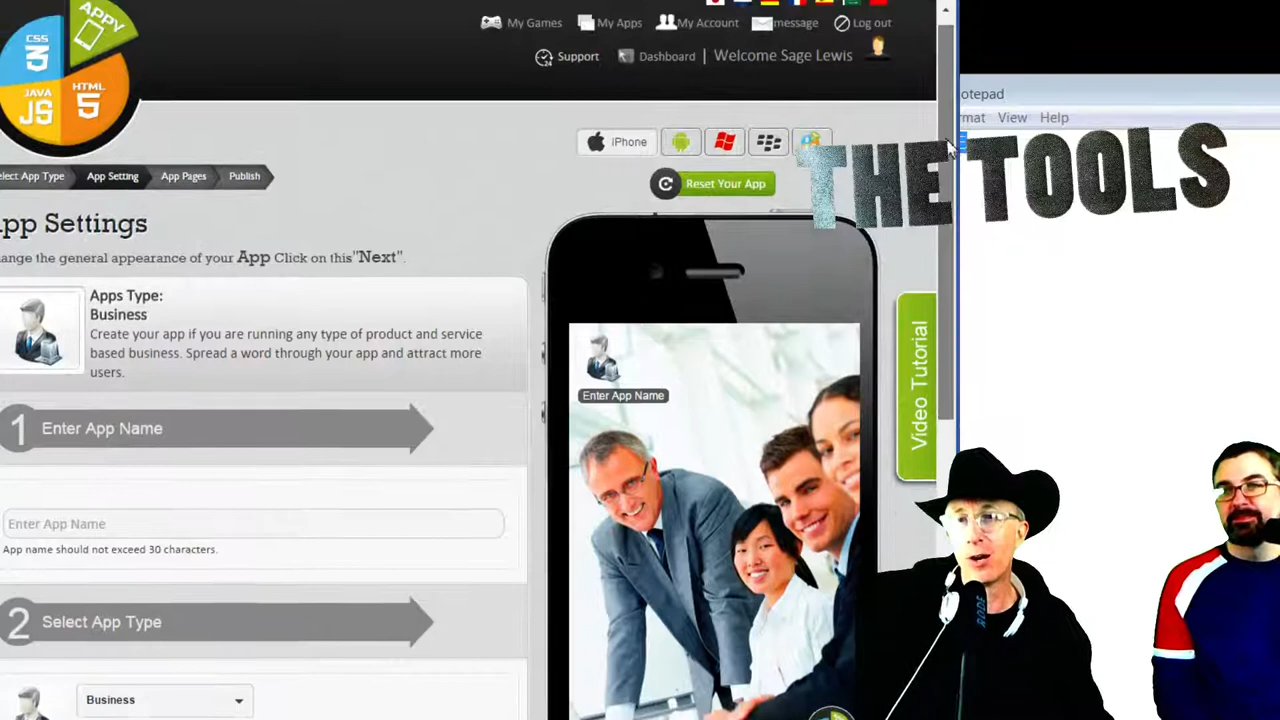 APPY
CSS
3
JAVA
JS
HTML
5
My Games
My Apps
My Account
message
Log out
Support
Dashboard | Welcome Sage Lewis
otepad
rmat View Help
iPhone
THE TOOLS
elect App Type
App Setting
App Pages
Publish
Reset Your App
pp Settings
ange the general appearance of your App Click on this"Next".
Apps Type:
Business
Create your app if you are running any type of product and service
based business. Spread a word through your app and attract more
users.
Enter App Name
Video Tutorial
1 Enter App Name
Enter App Name
App name should not exceed 30 characters.
2 Select App Type
Business
RODE